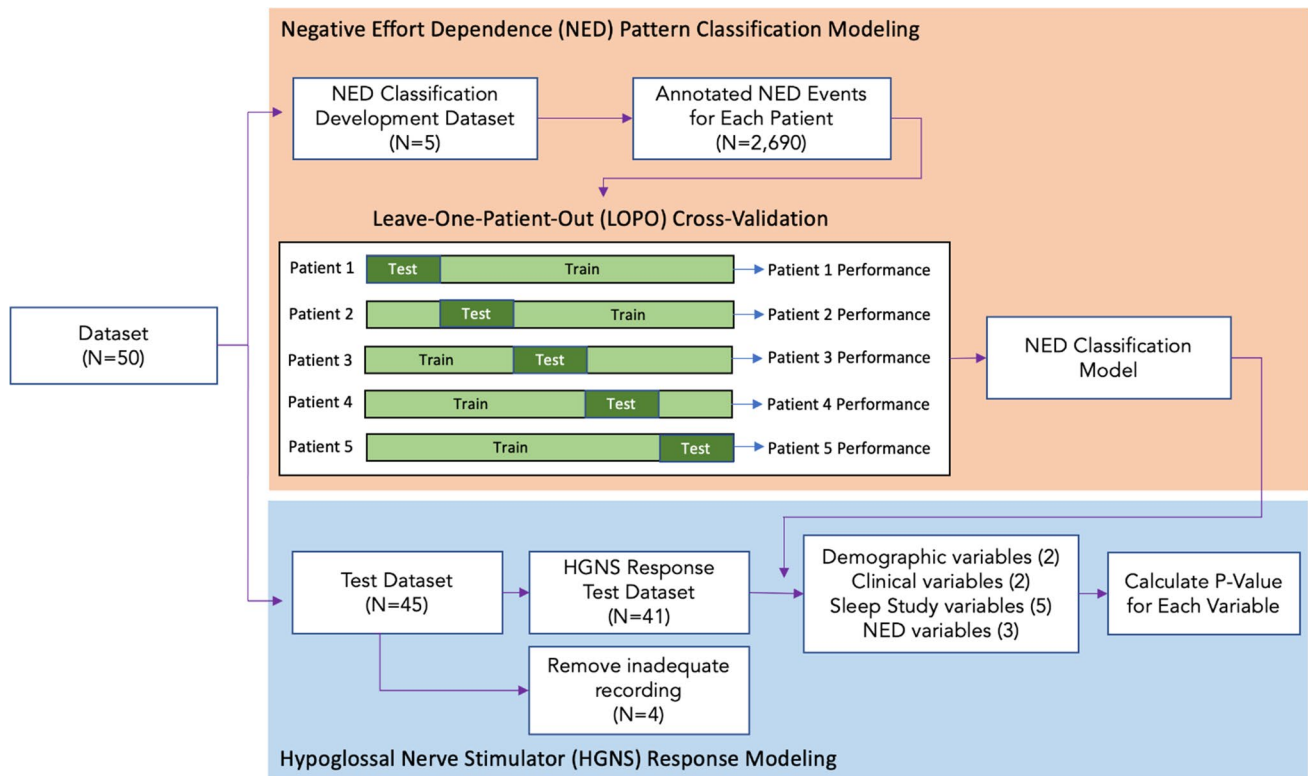 Negative Effort Dependence (NED) Pattern Classification Modeling
NED Classification
Development Dataset
(N=5)
Annotated NED Events
for Each Patient
(N=2,690)
Leave-One-Patient-Out (LOPO) Cross-Validation
Patient 1 Test Train Patient 1 Performance
Patient 2 Test Train Patient 2 Performance
Patient 3 Train Test Patient 3 Performance
Patient 4 Train Test Patient 4 Performance
Patient 5 Train Test Patient 5 Performance
Dataset
(N=50)
NED Classification
Model
Test Dataset
(N=45)
HGNS Response
Test Dataset
(N=41)
Remove inadequate
recording
(N=4)
Demographic variables (2)
Clinical variables (2)
Sleep Study variables (5)
NED variables (3)
Calculate P-Value
for Each Variable
Hypoglossal Nerve Stimulator (HGNS) Response Modeling